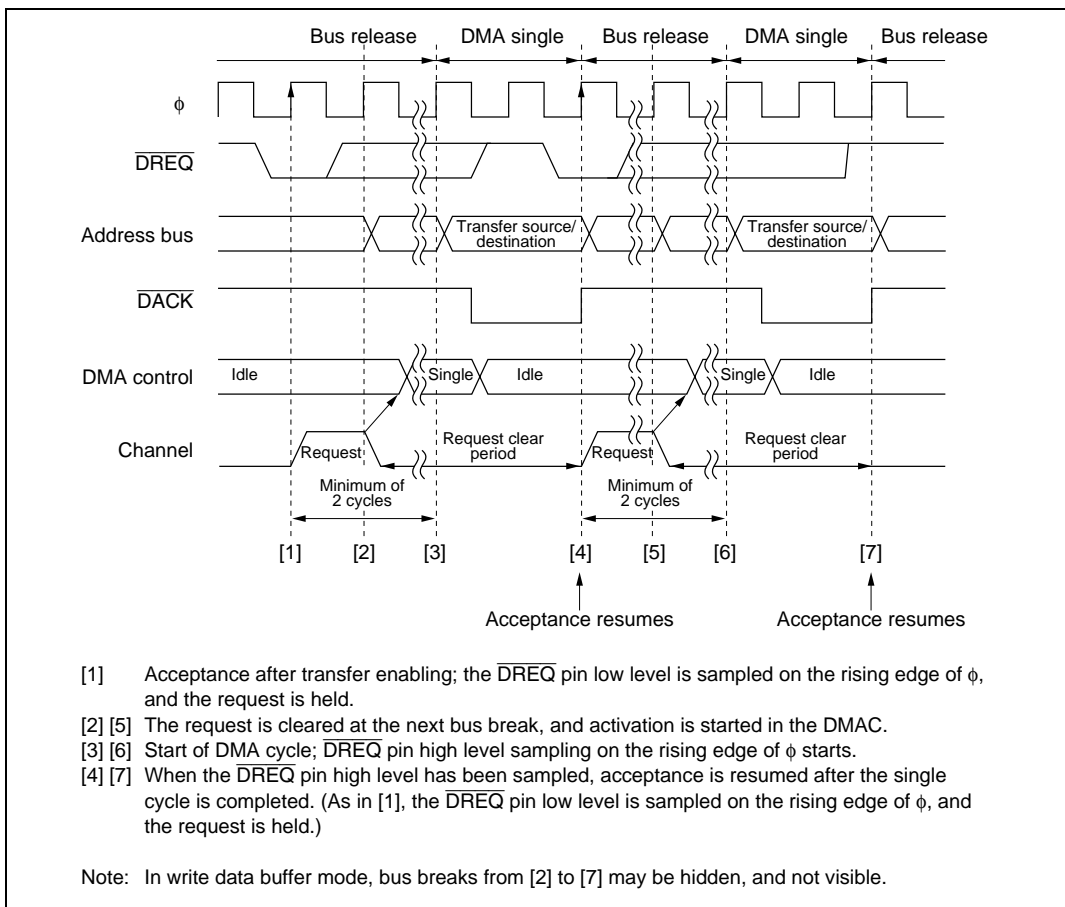 Bus release DMA single Bus release DMA single Bus release
ϕ
DREQ
Address bus
Transfer source/
destination
Transfer source/
destination
DACK
DMA control
Idle Single Idle Single Idle
Channel
Request
Request clear
period
Request
Request clear
period
Minimum of
2 cycles
Minimum of
2 cycles
[1] [2] [3] [4] [5] [6] [7]
Acceptance resumes Acceptance resumes
[1] Acceptance after transfer enabling; the DREQ pin low level is sampled on the rising edge of ϕ,
and the request is held.
[2] [5] The request is cleared at the next bus break, and activation is started in the DMAC.
[3] [6] Start of DMA cycle; DREQ pin high level sampling on the rising edge of ϕ starts.
[4] [7] When the DREQ pin high level has been sampled, acceptance is resumed after the single
cycle is completed. (As in [1], the DREQ pin low level is sampled on the rising edge of ϕ, and
the request is held.)
Note: In write data buffer mode, bus breaks from [2] to [7] may be hidden, and not visible.